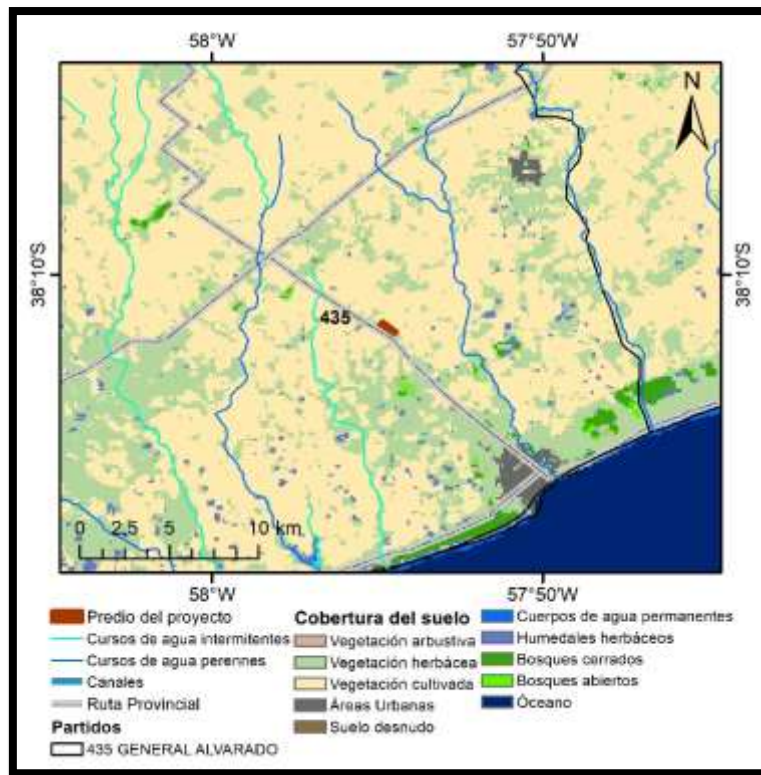 58°W 57°50'W
N
38°10'S 38°10'S
435
0 2,5 5 10 km
58°W 57°50'W
Predio del proyecto
Cursos de agua intermitentes
Cursos de agua perennes
Canales
Ruta Provincial
Partidos
435 GENERAL ALVARADO
Cobertura del suelo
Vegetación arbustiva
Vegetación herbácea
Vegetación cultivada
Áreas Urbanas
Suelo desnudo
Cuerpos de agua permanentes
Humedales herbáceos
Bosques cerrados
Bosques abiertos
Óceano